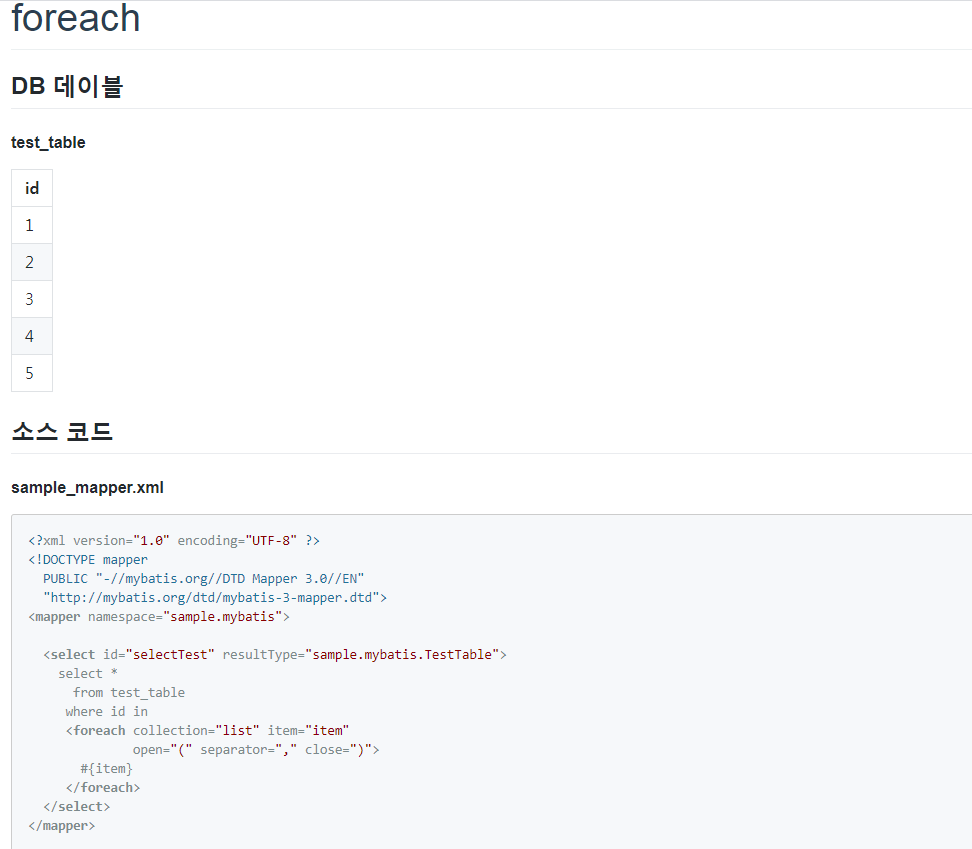 foreach
DB 데이블
test_table
id
1
2
3
4
5
소스 코드
sample_mapper.xml
<?xml version="1.0" encoding="UTF-8" ?>
<!DOCTYPE mapper
PUBLIC "-//mybatis.org//DTD Mapper 3.0//EN"
"http://mybatis.org/dtd/mybatis-3-mapper.dtd">
<mapper namespace="sample.mybatis">
<select id="selectTest" resultType="sample.mybatis.TestTable">
select *
from test_table
where id in
<foreach collection="list" item="item"
open="(" separator="," close=")">
#{item}
</foreach>
</select>
</mapper>